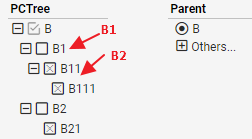 PCTree
B
B1
B11
B111
B2
B21
B1
B2
Parent
B
Others...